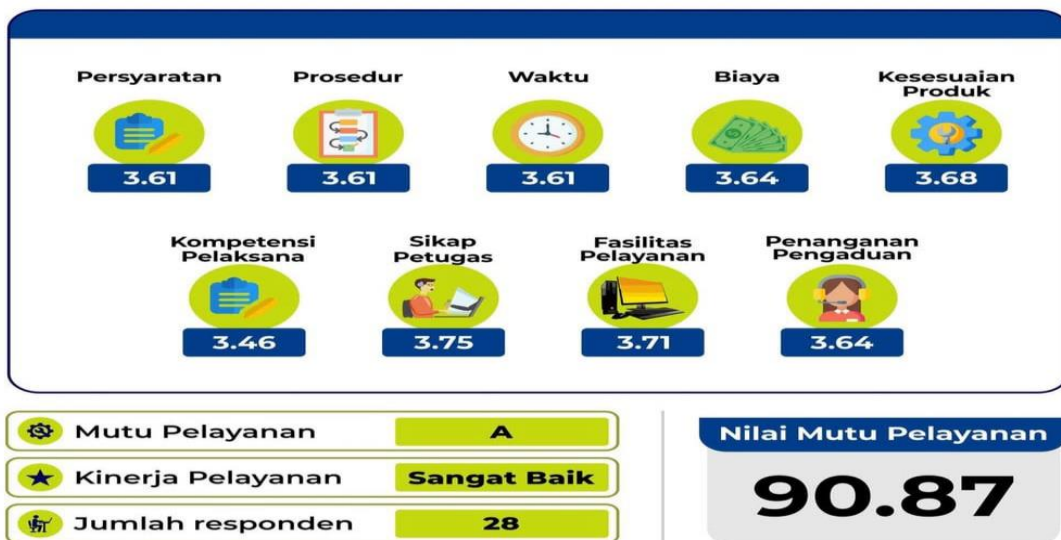 Persyaratan
3.61
Prosedur
3.61
Waktu
3.61
Biaya
3.64
Kesesuaian
Produk
3.68
Kompetensi
Pelaksana
3.46
Sikap
Petugas
3.75
Fasilitas
Pelayanan
3.71
Penanganan
Pengaduan
3.64
Mutu Pelayanan
A
Kinerja Pelayanan
Sangat Baik
Jumlah responden
28
Nilai Mutu Pelayanan
90.87